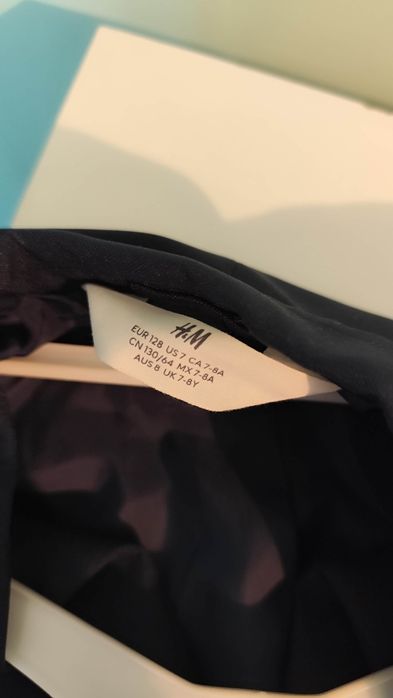 H&M
EUR 128 US 7 CA 7-8A
CN 130/64 MX 7-8A
AUS 8 UK 7-8Y